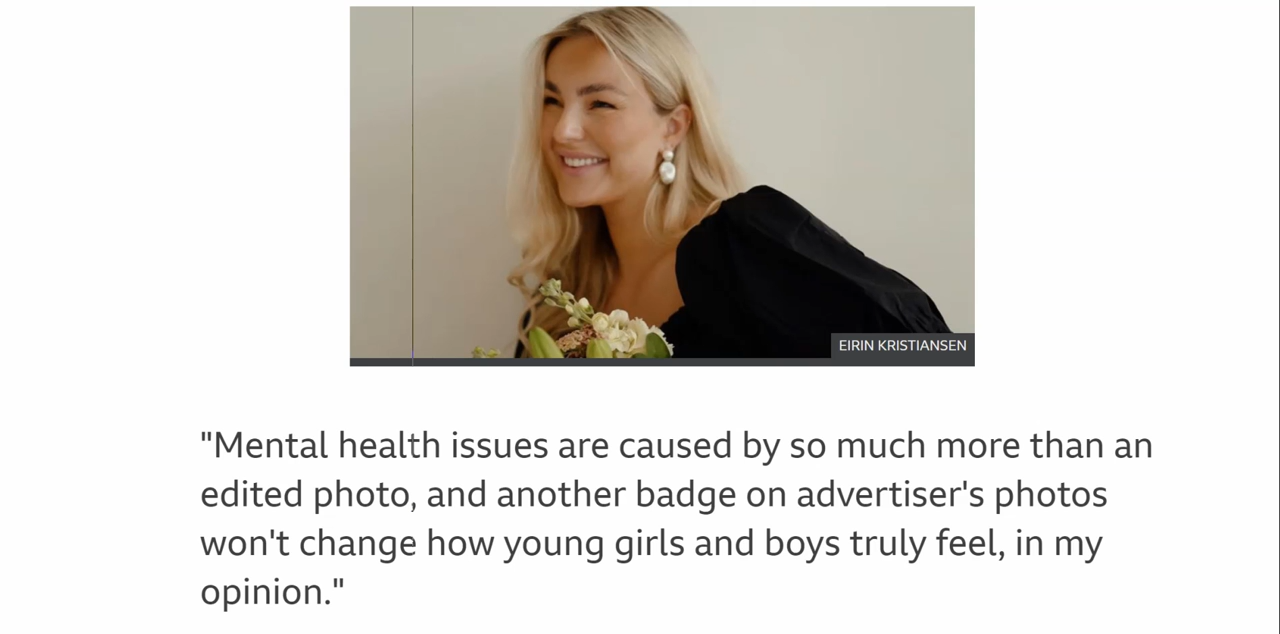 EIRIN KRISTIANSEN
"Mental health issues are caused by so much more than an
edited photo, and another badge on advertiser's photos
won't change how young girls and boys truly feel, in my
opinion."